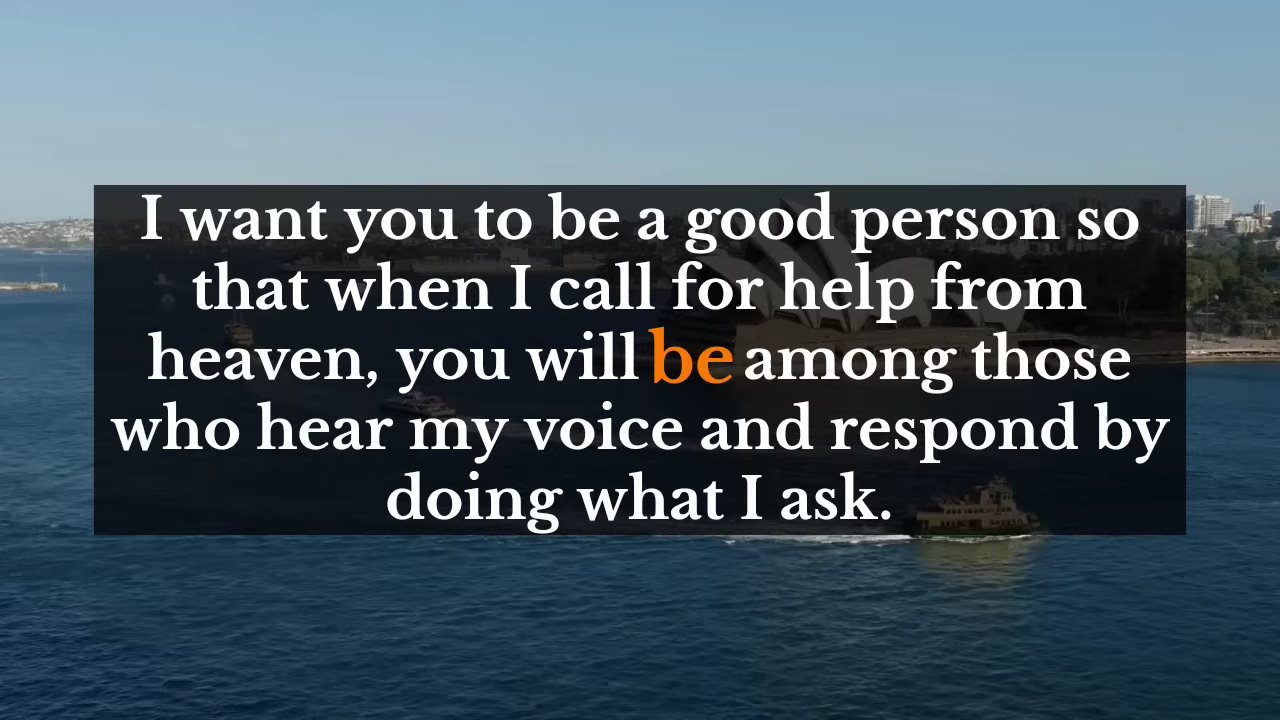 I want you to be a good person so
that when I call for help from
heaven, you will be among those
who hear my voice and respond by
doing what I ask.